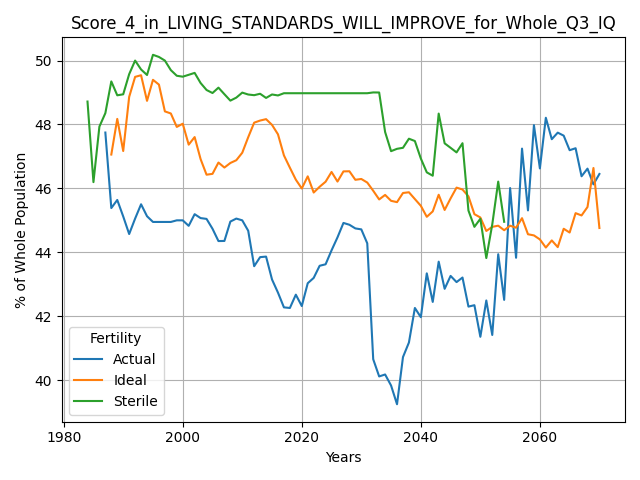 Score_4_in_LIVING_STANDARDS_WILL_IMPROVE_for_Whole_Q3_IQ
% of Whole Population
50
48
46
44
42
40
Fertility
Actual
Ideal
Sterile
1980 2000 2020 2040 2060
Years